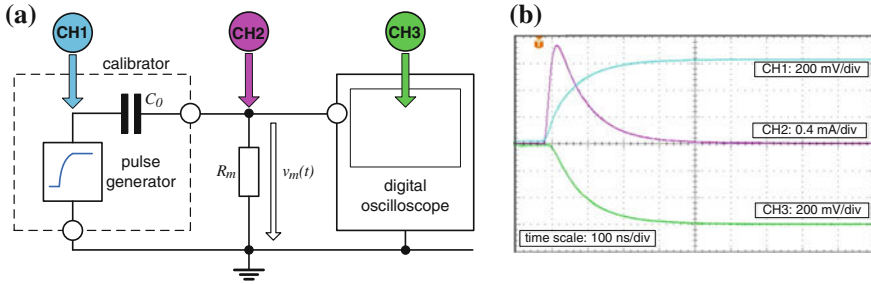 (a)
CH1
CH2
CH3
calibrator
C0
pulse
generator
Rm
vm(t)
digital
oscilloscope
(b)
CH1: 200 mV/div
CH2: 0.4 mA/div
CH3: 200 mV/div
time scale: 100 ns/div